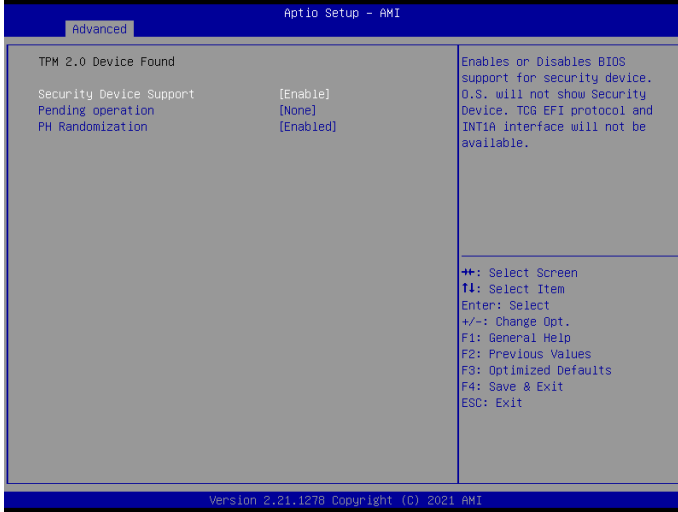 Aptio Setup – AMI
Advanced
TPM 2.0 Device Found
Security Device Support [Enable]
Pending operation [None]
PH Randomization [Enabled]
Enables or Disables BIOS
support for security device.
O.S. will not show Security
Device. TCG EFI protocol and
INT1A interface will not be
available.
→←: Select Screen
↑↓: Select Item
Enter: Select
+/-: Change Opt.
F1: General Help
F2: Previous Values
F3: Optimized Defaults
F4: Save & Exit
ESC: Exit
Version 2.21.1278 Copyright (C) 2021 AMI